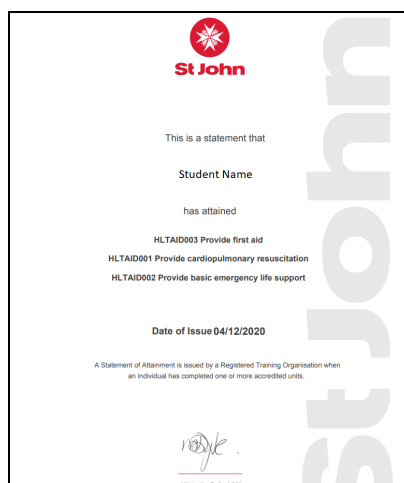 St John
This is a statement that
Student Name
has attained
HLTAID003 Provide first aid
HLTAID001 Provide cardiopulmonary resuscitation
HLTAID002 Provide basic emergency life support
Date of Issue 04/12/2020
A Statement of Attainment is issued by a Registered Training Organisation when
an individual has completed one or more accredited units.
St John